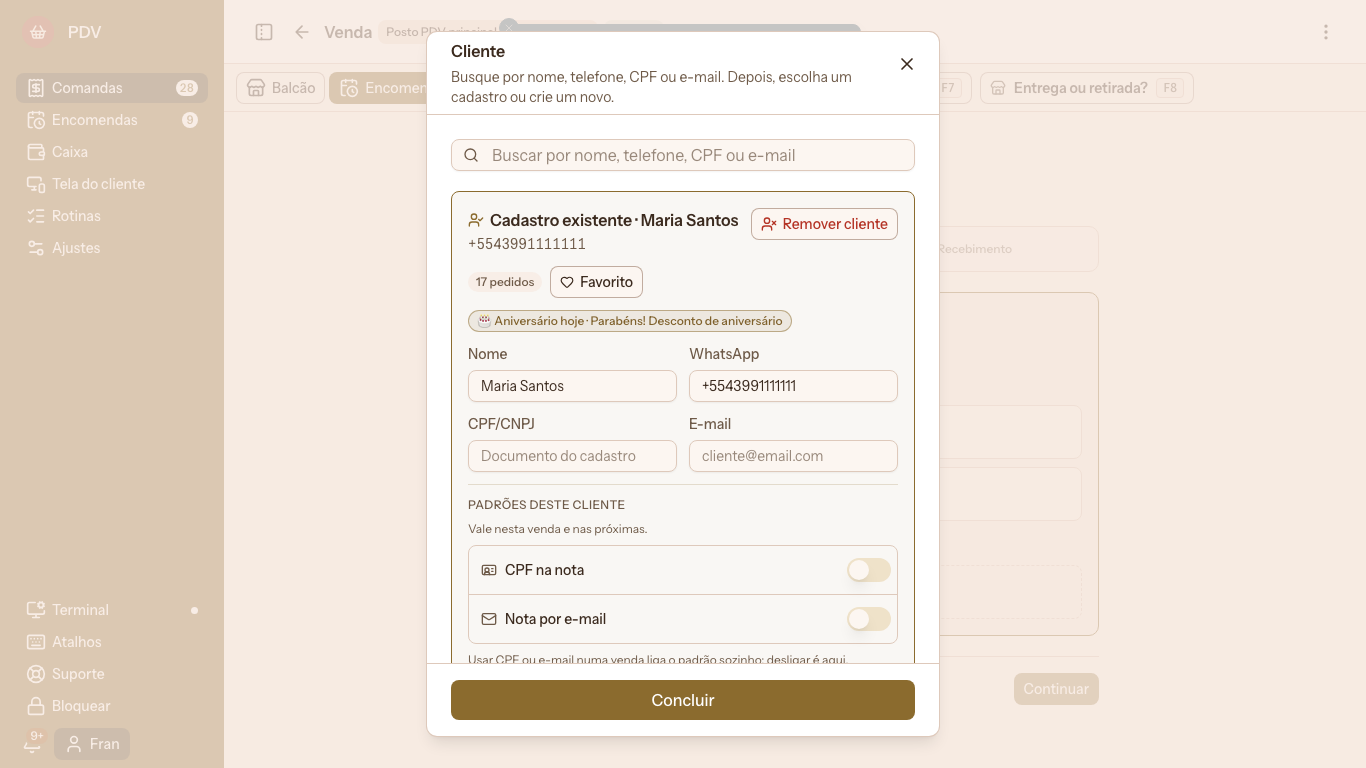 PDV
Comandas 28
Encomendas 9
Caixa
Tela do cliente
Rotinas
Ajustes
Terminal
Atalhos
Suporte
Bloquear
9+
Fran
Venda
Posto PDV principal
Balcão
F7
Entrega ou retirada? F8
Recebimento
Continuar
Cliente
Busque por nome, telefone, CPF ou e-mail. Depois, escolha um
cadastro ou crie um novo.
Buscar por nome, telefone, CPF ou e-mail
Cadastro existente · Maria Santos
Remover cliente
+5543991111111
17 pedidos
Favorito
Aniversário hoje · Parabéns! Desconto de aniversário
Nome
WhatsApp
Maria Santos
+5543991111111
CPF/CNPJ
E-mail
Documento do cadastro
cliente@email.com
PADRÕES DESTE CLIENTE
Vale nesta venda e nas próximas.
CPF na nota
Nota por e-mail
Usar CPF ou e-mail numa venda liga o padrão sozinho; desligar é aqui.
Concluir